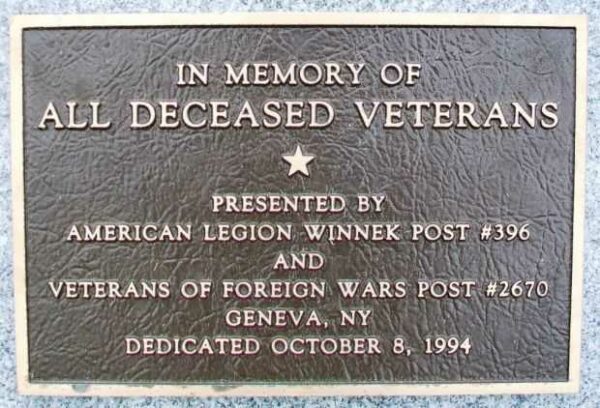 IN MEMORY OF
ALL DECEASED VETERANS
PRESENTED BY
AMERICAN LEGION WINNEK POST #396
AND
VETERANS OF FOREIGN WARS POST #2670
GENEVA, NY
DEDICATED OCTOBER 8, 1994